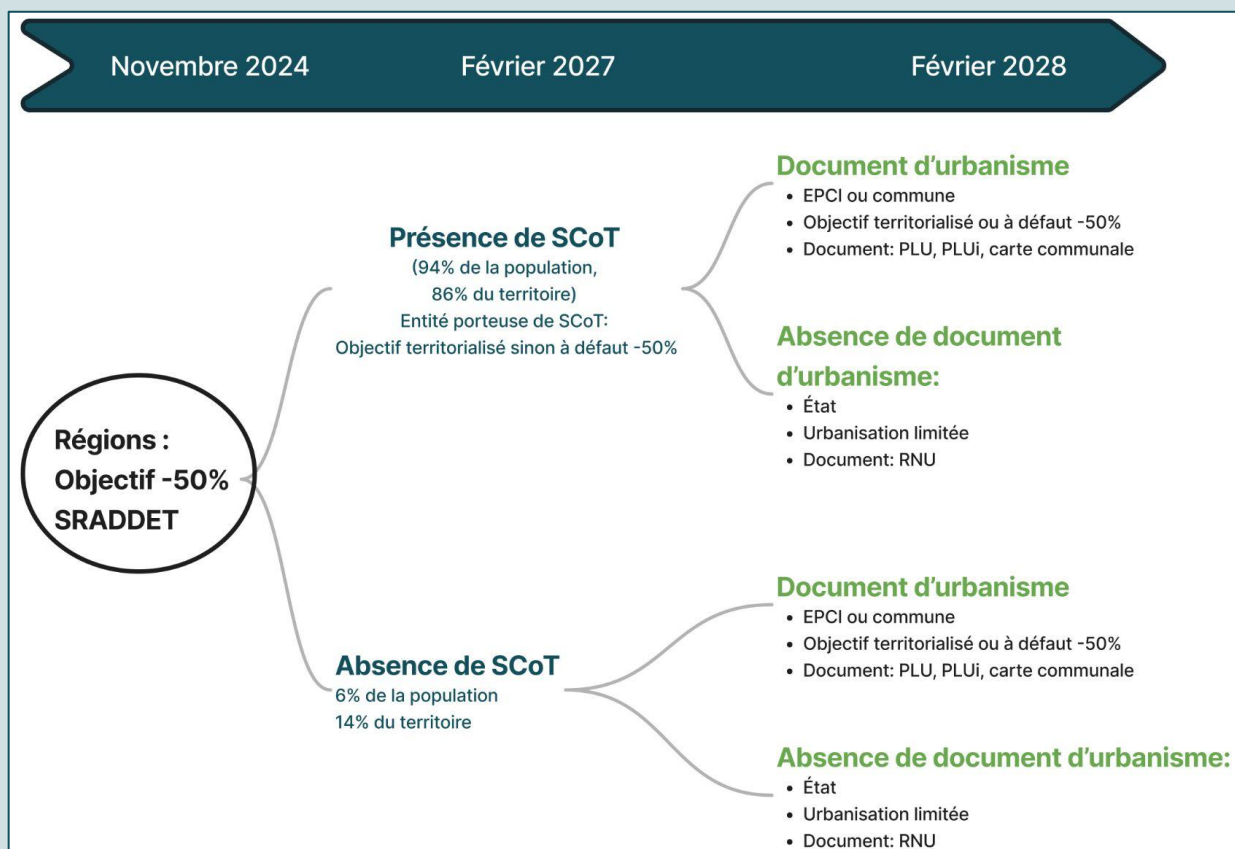 Novembre 2024
Février 2027
Février 2028
Régions :
Objectif -50%
SRADDET
Présence de SCoT
(94% de la population,
86% du territoire)
Entité porteuse de SCoT:
Objectif territorialisé sinon à défaut -50%
Document d'urbanisme
• EPCI ou commune
• Objectif territorialisé ou à défaut -50%
• Document: PLU, PLUi, carte communale
Absence de document
d'urbanisme:
• État
• Urbanisation limitée
• Document: RNU
Absence de SCoT
6% de la population
14% du territoire
Document d'urbanisme
• EPCI ou commune
• Objectif territorialisé ou à défaut -50%
• Document: PLU, PLUi, carte communale
Absence de document d'urbanisme:
• État
• Urbanisation limitée
• Document: RNU